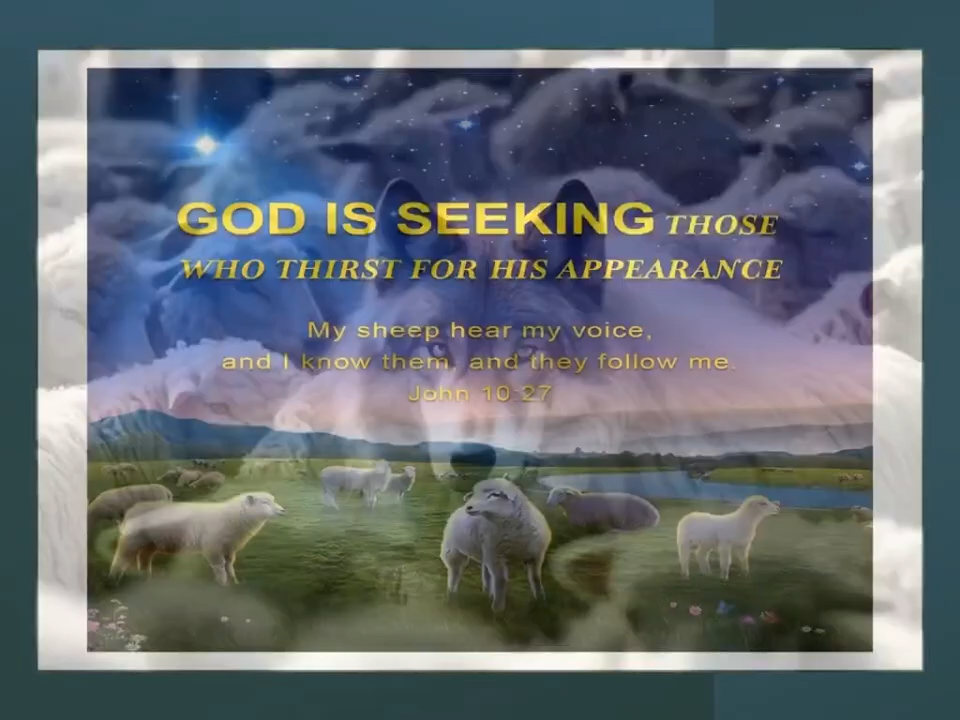 GOD IS SEEKING THOSE
WHO THIRST FOR HIS APPEARANCE
My sheep hear my voice,
and I know them, and they follow me.
John 10:27